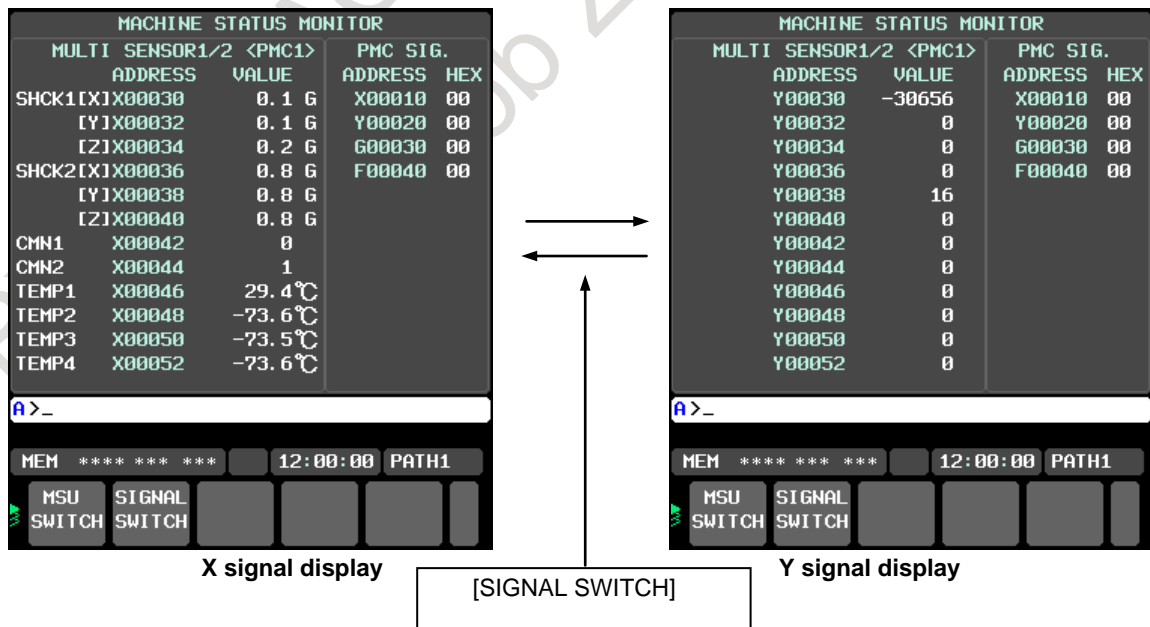 MACHINE STATUS MONITOR
MULTI SENSOR1/2 <PMC1> PMC SIG.
ADDRESS VALUE ADDRESS HEX
SHCK1[X]X00030 0.1 G X00010 00
[Y]X00032 0.1 G Y00020 00
[Z]X00034 0.2 G G00030 00
SHCK2[X]X00036 0.8 G F00040 00
[Y]X00038 0.8 G
[Z]X00040 0.8 G
CMN1 X00042 0
CMN2 X00044 1
TEMP1 X00046 29.4℃
TEMP2 X00048 -73.6℃
TEMP3 X00050 -73.5℃
TEMP4 X00052 -73.6℃
A>_
MEM **** *** *** 12:00:00 PATH1
MSU SWITCH
SIGNAL SWITCH
X signal display
MACHINE STATUS MONITOR
MULTI SENSOR1/2 <PMC1> PMC SIG.
ADDRESS VALUE ADDRESS HEX
Y00030 -30656 X00010 00
Y00032 0 Y00020 00
Y00034 0 G00030 00
Y00036 0 F00040 00
Y00038 16
Y00040 0
Y00042 0
Y00044 0
Y00046 0
Y00048 0
Y00050 0
Y00052 0
A>_
MEM **** *** *** 12:00:00 PATH1
MSU SWITCH
SIGNAL SWITCH
Y signal display
[SIGNAL SWITCH]